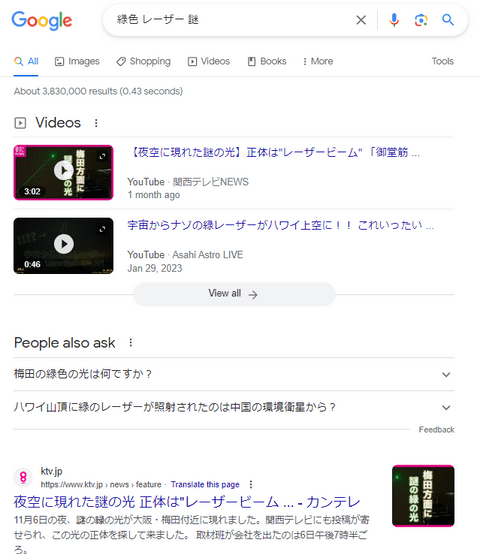 Google
緑色 レーザー 謎
All
Images
Shopping
Videos
Books
More
Tools
About 3,830,000 results (0.43 seconds)
Videos
梅田方面に
謎の緑の光
3:02
【夜空に現れた謎の光】正体は"レーザービーム" 「御堂筋 ...
YouTube · 関西テレビNEWS
1 month ago
0:46
宇宙からナゾの緑レーザーがハワイ上空に！！ これいったい ...
YouTube · Asahi Astro LIVE
Jan 29, 2023
View all
People also ask
梅田の緑色の光は何ですか？
ハワイ山頂に緑のレーザーが照射されたのは中国の環境衛星から？
Feedback
ktv.jp
https://www.ktv.jp › news › feature · Translate this page
夜空に現れた謎の光 正体は"レーザービーム ... - カンテレ
11月6日の夜、謎の緑の光が大阪・梅田付近に現れました。関西テレビにも投稿が寄
せられ、この光の正体を探して来ました。 取材班が会社を出たのは6日午後7時半ご
ろ。
梅田方面に
謎の緑の光